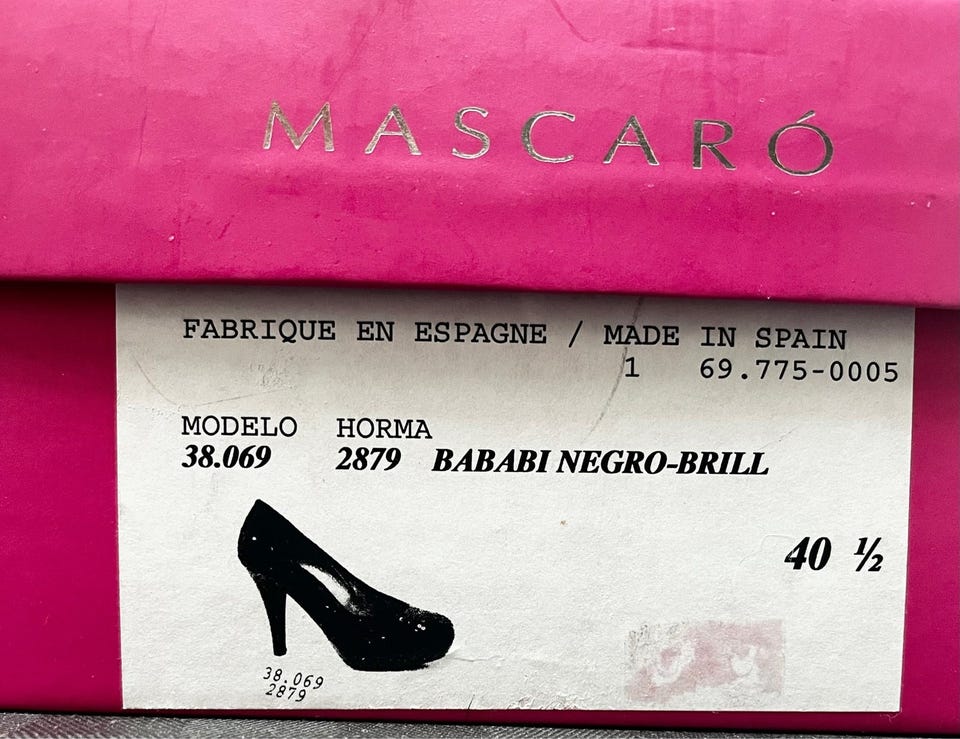 MASCARÓ
FABRIQUE EN ESPAGNE / MADE IN SPAIN
1 69.775-0005
MODELO HORMA
38.069 2879 BABABI NEGRO-BRILL
40 ½
38.069
2879